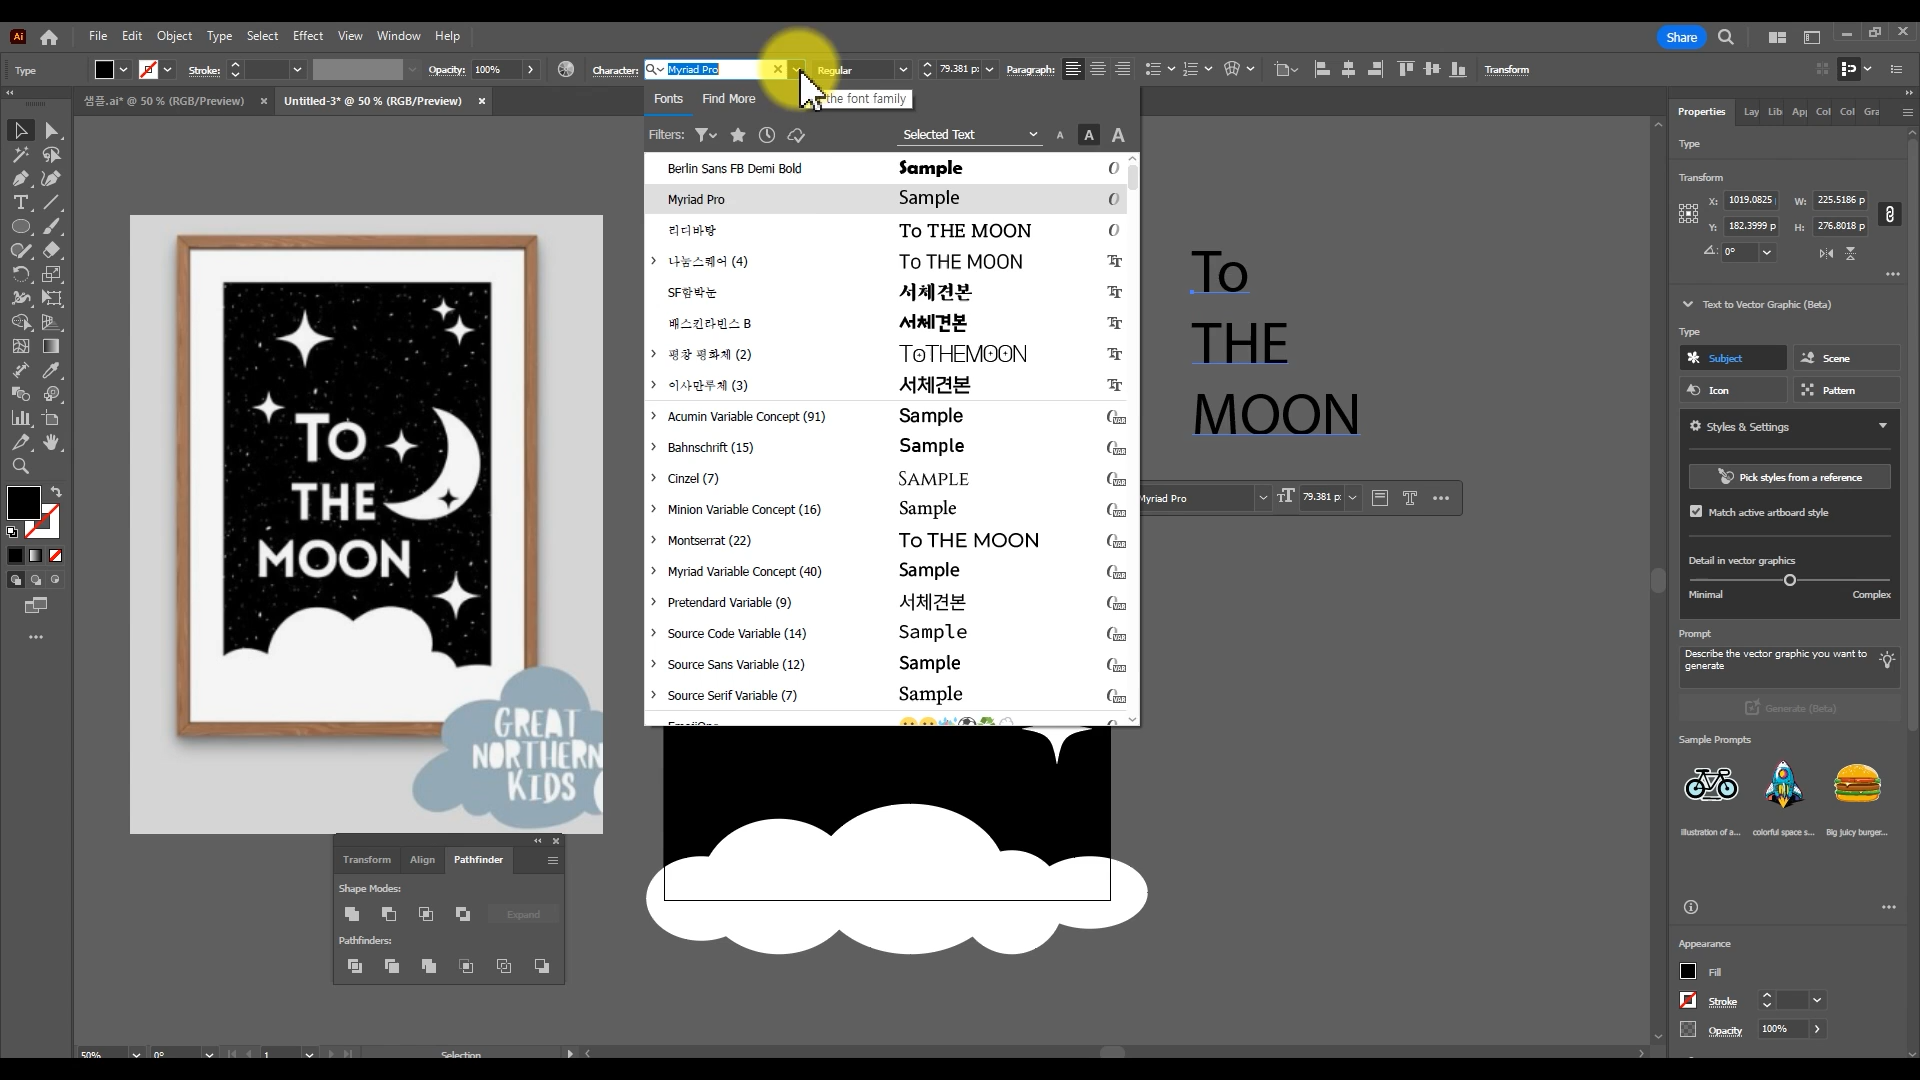 Ai
File Edit Object Type Select Effect View Window Help
Share
Type
Stroke:
Opacity: 100%
Character: Myriad Pro
Regular
79.381 p
Paragraph:
Transform
샘플.ai* @ 50 % (RGB/Preview)
Untitled-3* @ 50 % (RGB/Preview)
Fonts Find More
the font family
Filters:
Selected Text
A A A
Berlin Sans FB Demi Bold Sample
Myriad Pro Sample
리디바탕 To THE MOON
나눔스퀘어 (4) To THE MOON
SF함박눈 서체견본
배스킨라빈스 B 서체견본
평창 평화체 (2) ToTHEMOON
이사만루체 (3) 서체견본
Acumin Variable Concept (91) Sample
Bahnschrift (15) Sample
Cinzel (7) SAMPLE
Minion Variable Concept (16) Sample
Montserrat (22) To THE MOON
Myriad Variable Concept (40) Sample
Pretendard Variable (9) 서체견본
Source Code Variable (14) Sample
Source Sans Variable (12) Sample
Source Serif Variable (7) Sample
To
THE
MOON
GREAT
NORTHERN
KIDS
To
THE
MOON
Myriad Pro
79.381 p
Transform Align Pathfinder
Shape Modes:
Expand
Pathfinders:
Properties Lay Lib Ap Col Col Gra
Type
Transform
X: 1019.0825 W: 225.5186 p
Y: 182.3999 p H: 276.8018 p
0°
Text to Vector Graphic (Beta)
Type
Subject Scene
Icon Pattern
Styles & Settings
Pick styles from a reference
Match active artboard style
Detail in vector graphics
Minimal Complex
Prompt
Describe the vector graphic you want to
generate
Generate (Beta)
Sample Prompts
Illustration of a... colorful space s... Big juicy burger...
Appearance
Fill
Stroke
Opacity 100%
50% 0° 1 Selection